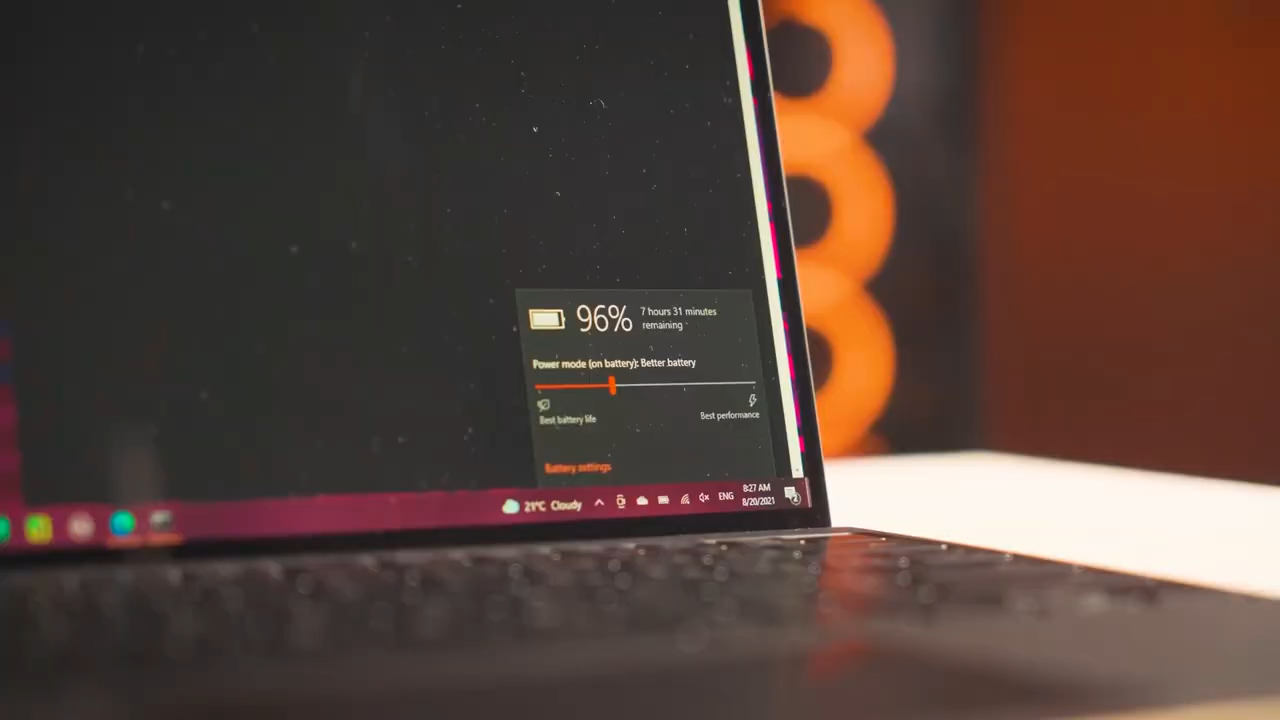 96%
7 hours 31 minutes
remaining
Power mode (on battery): Better battery
Best battery life
Best performance
Battery settings
21°C Cloudy
ENG
8:27 AM
8/20/2021
2